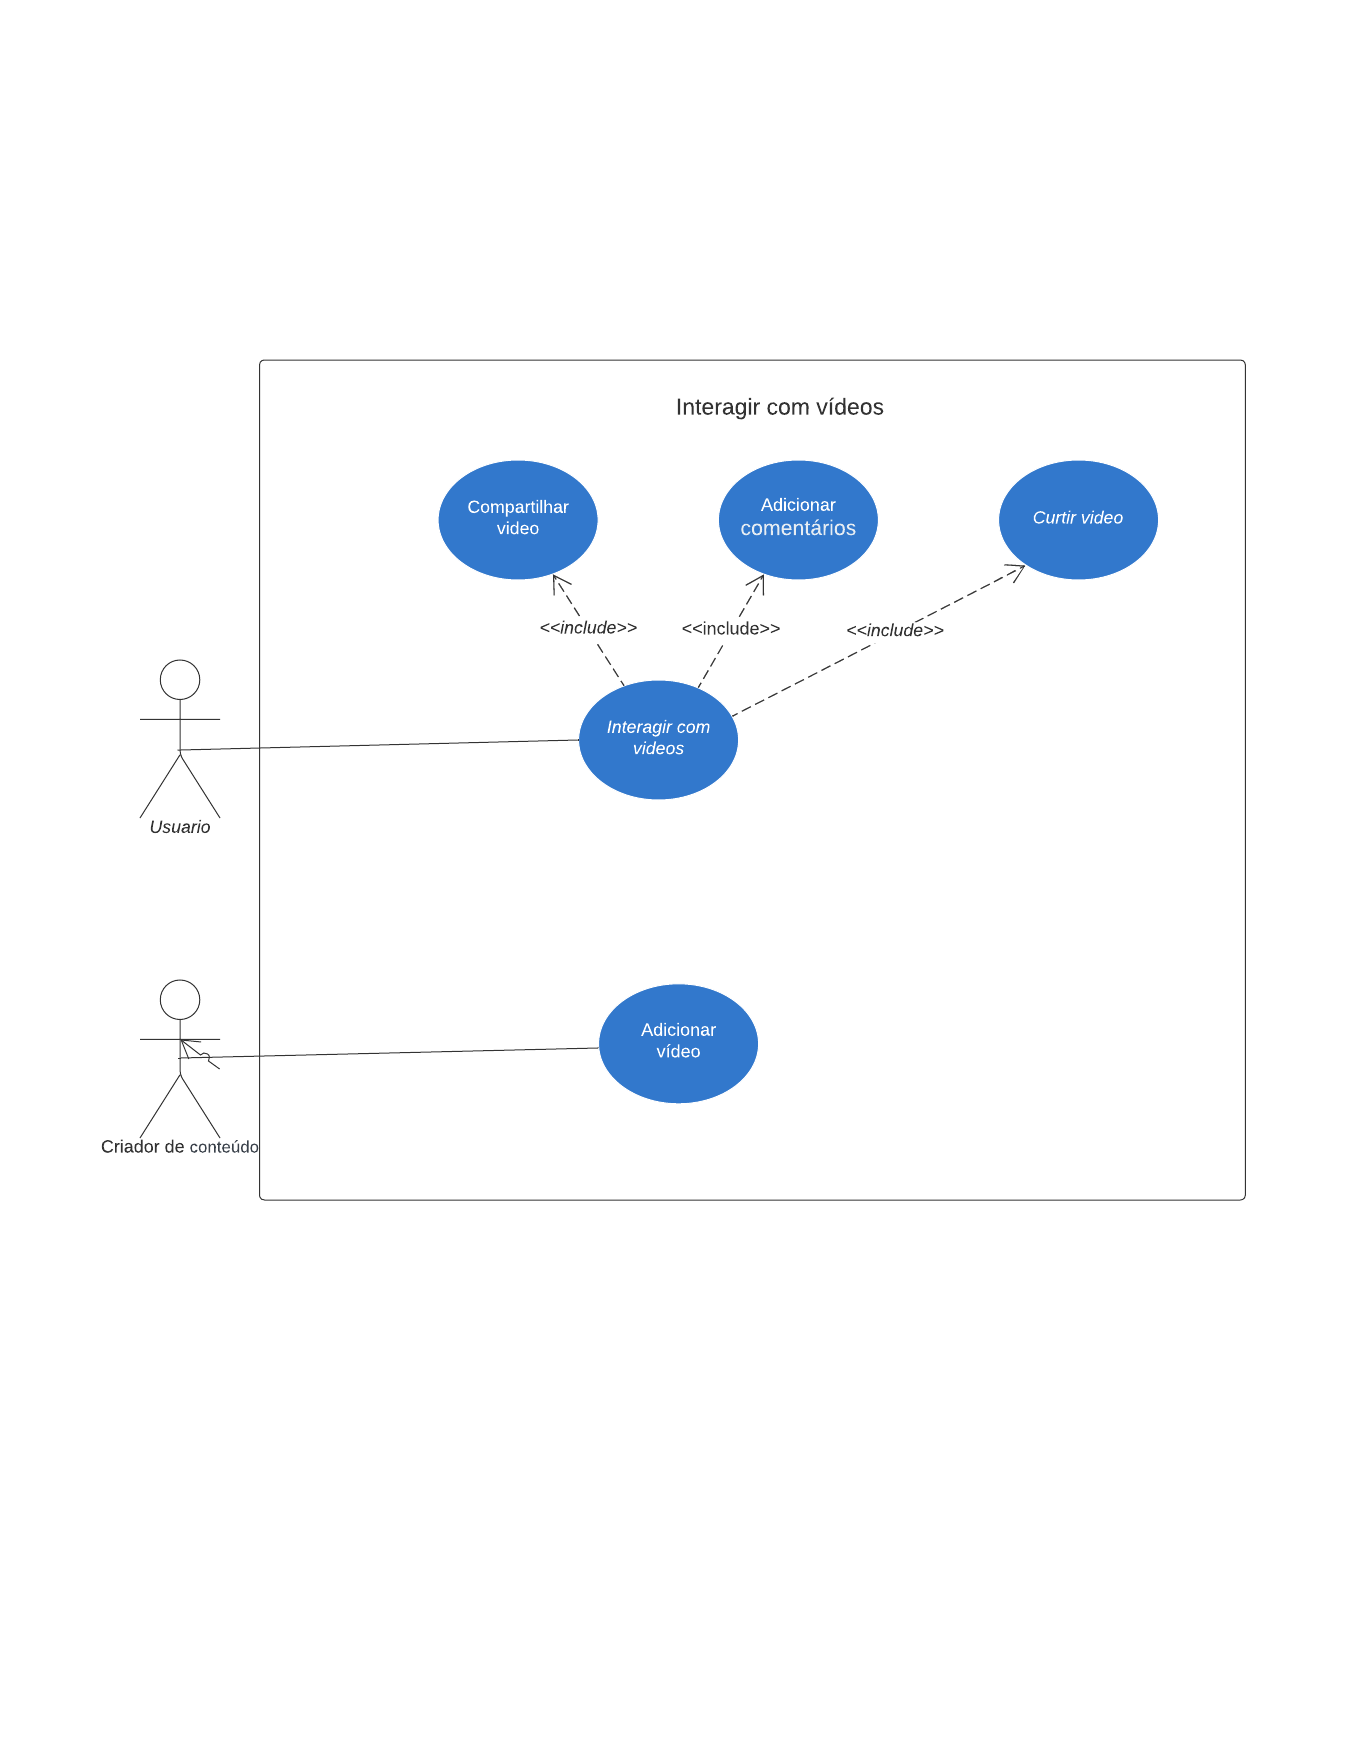 Interagir com vídeos
Compartilhar
video
Adicionar
comentários
Curtir video
<<include>>
<<include>>
<<include>>
Interagir com
videos
Usuario
Adicionar
vídeo
Criador de conteúdo